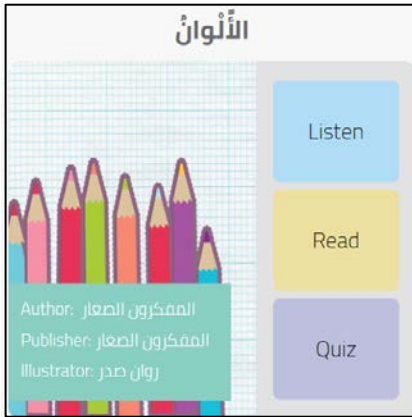 الأَلْوانُ
Listen
Read
Quiz
Author: المفكرون الصغار
Publisher: المفكرون الصغار
Illustrator: روان صدر